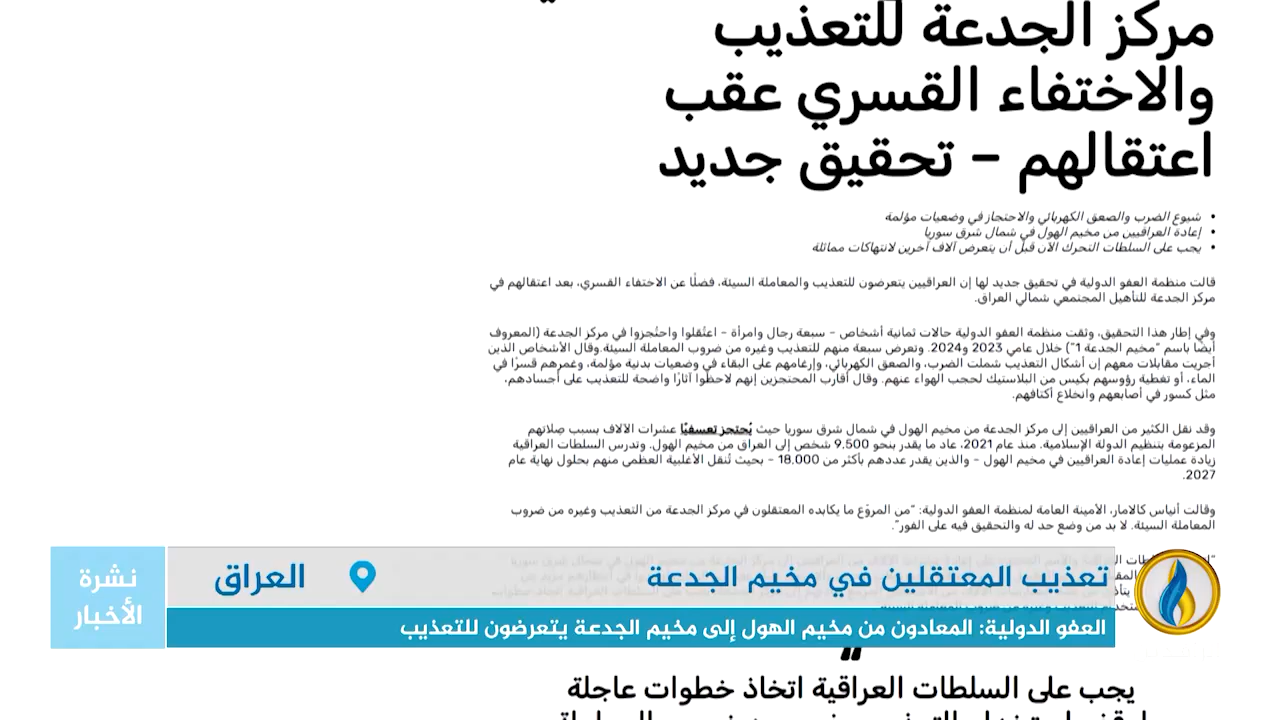 مركز الجدعة للتعذيب
والاختفاء القسري عقب
اعتقالهم – تحقيق جديد
• شيوع الضرب والصعق الكهربائي والاحتجاز في وضعيات مؤلمة
• إعادة العراقيين من مخيم الهول في شمال شرق سوريا
• يجب على السلطات التحرك الآن قبل أن يتعرض آلاف آخرين لانتهاكات مماثلة
قالت منظمة العفو الدولية في تحقيق جديد لها إن العراقيين يتعرضون للتعذيب والمعاملة السيئة، فضلًا عن الاختفاء القسري، بعد اعتقالهم في
مركز الجدعة للتأهيل المجتمعي شمالي العراق.
وفي إطار هذا التحقيق، وثقت منظمة العفو الدولية حالات ثمانية أشخاص – سبعة رجال وامرأة – اعتُقلوا واحتُجزوا في مركز الجدعة (المعروف
أيضًا باسم “مخيم الجدعة 1”) خلال عامي 2023 و2024. وتعرض سبعة منهم للتعذيب وغيره من ضروب المعاملة السيئة.وقال الأشخاص الذين
أجريت مقابلات معهم إن أشكال التعذيب شملت الضرب، والصعق الكهربائي، وإرغامهم على البقاء في وضعيات بدنية مؤلمة، وغمرهم قسرًا في
الماء، أو تغطية رؤوسهم بكيس من البلاستيك لحجب الهواء عنهم. وقال أقارب المحتجزين إنهم لاحظوا آثارًا واضحة للتعذيب على أجسادهم،
مثل كسور في أصابعهم وانخلاع أكتافهم.
وقد نقل الكثير من العراقيين إلى مركز الجدعة من مخيم الهول في شمال شرق سوريا حيث يُحتجز تعسفيًا عشرات الآلاف بسبب صِلاتهم
المزعومة بتنظيم الدولة الإسلامية. منذ عام 2021، عاد ما يقدر بنحو 9,500 شخص إلى العراق من مخيم الهول. وتدرس السلطات العراقية
زيادة عمليات إعادة العراقيين في مخيم الهول – والذين يقدر عددهم بأكثر من 18,000 – بحيث تُنقل الأغلبية العظمى منهم بحلول نهاية عام
2027.
وقالت أنياس كالامار، الأمينة العامة لمنظمة العفو الدولية: “من المروّع ما يكابده المعتقلون في مركز الجدعة من التعذيب وغيره من ضروب
المعاملة السيئة. لا بد من وضع حد له والتحقيق فيه على الفور”.
تعذيب المعتقلين في مخيم الجدعة
العراق
نشرة
الأخبار
العفو الدولية: المعادون من مخيم الهول إلى مخيم الجدعة يتعرضون للتعذيب
يجب على السلطات العراقية اتخاذ خطوات عاجلة